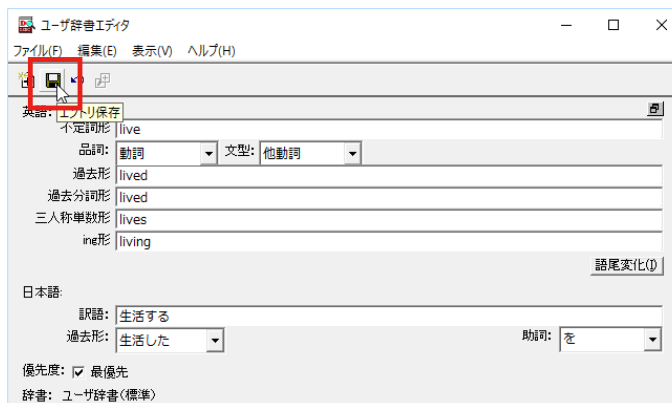 ユーザ辞書エディタ
ファイル(F) 編集(E) 表示(V) ヘルプ(H)
英語: エントリ保存
不定詞形 live
品詞: 動詞 文型: 他動詞
過去形 lived
過去分詞形 lived
三人称単数形 lives
ing形 living
語尾変化(I)
日本語:
訳語: 生活する
過去形: 生活した 助詞: を
優先度: 最優先
辞書: ユーザ辞書(標準)